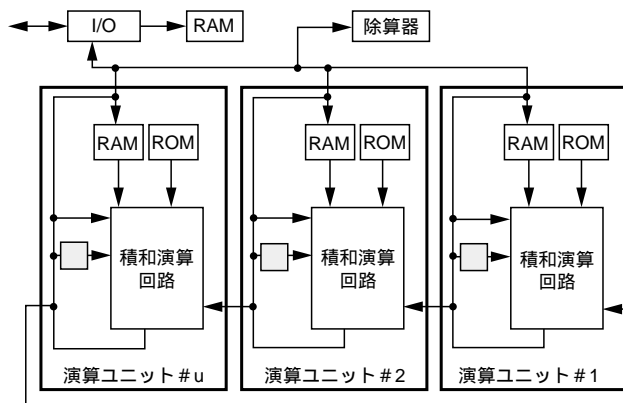 I/O
RAM
除算器
RAM
ROM
RAM
ROM
RAM
ROM
積和演算
回路
積和演算
回路
積和演算
回路
演算ユニット#u
演算ユニット#2
演算ユニット#1